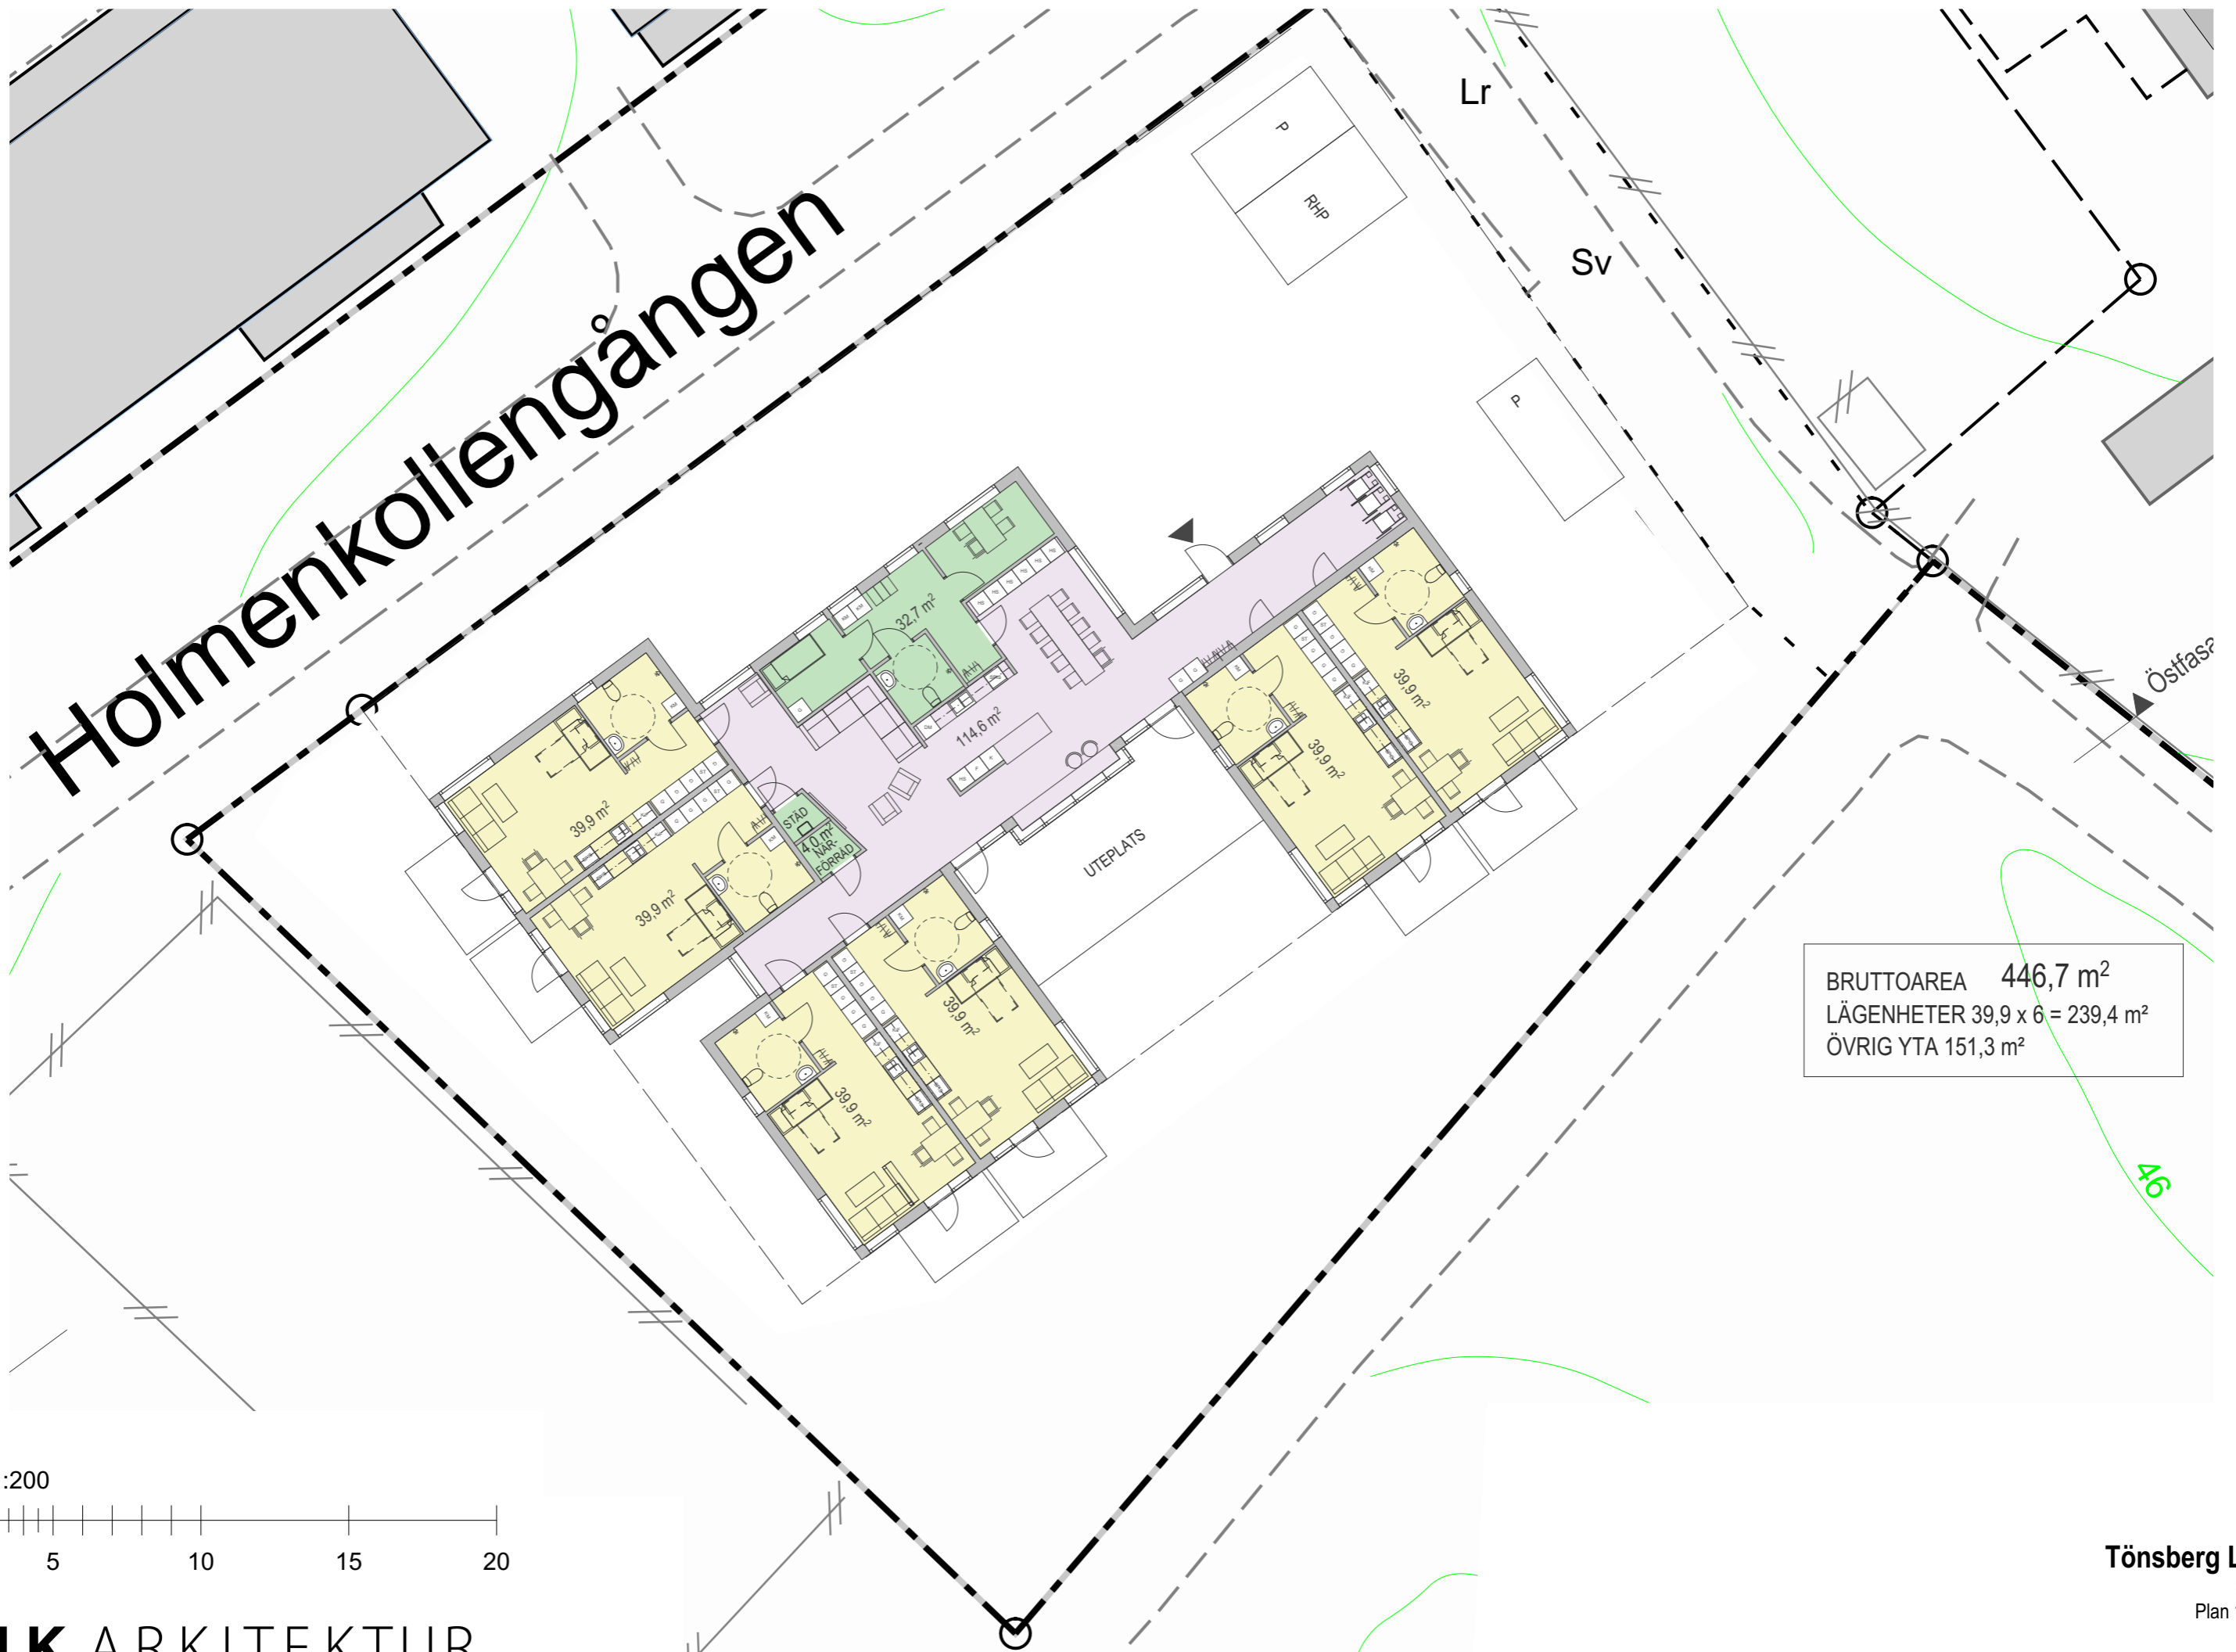 Lr
P
RHP
Sv
Holmenkollengången
P
32,7 m²
39,9 m²
114,6 m²
39,9 m²
39,9 m²
STÄD
4,0 m²
NÄR-
FÖRRÅD
39,9 m²
UTEPLATS
39,9 m²
39,9 m²
Östfasa
BRUTTOAREA 446,7 m²
LÄGENHETER 39,9 x 6 = 239,4 m²
ÖVRIG YTA 151,3 m²
46
:200
5 10 15 20
Tönsberg L
Plan
LK ARKITEKTUR